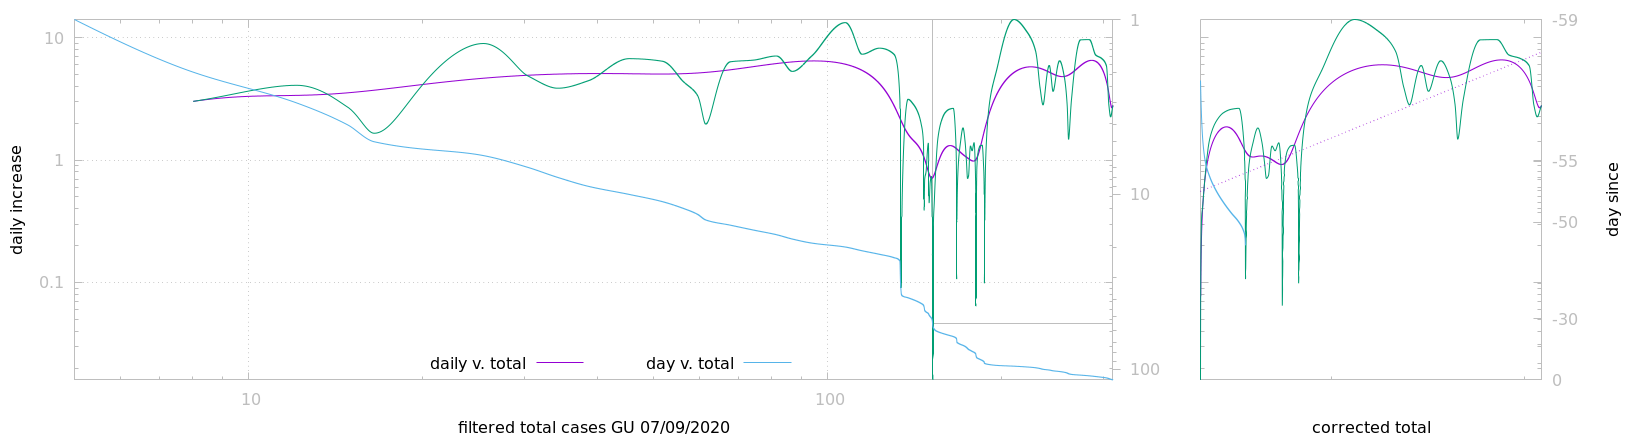 10
1
0.1
daily increase
daily v. total
day v. total
10
100
filtered total cases GU 07/09/2020
1
10
100
-59
-55
-50
-30
0
day since
corrected total